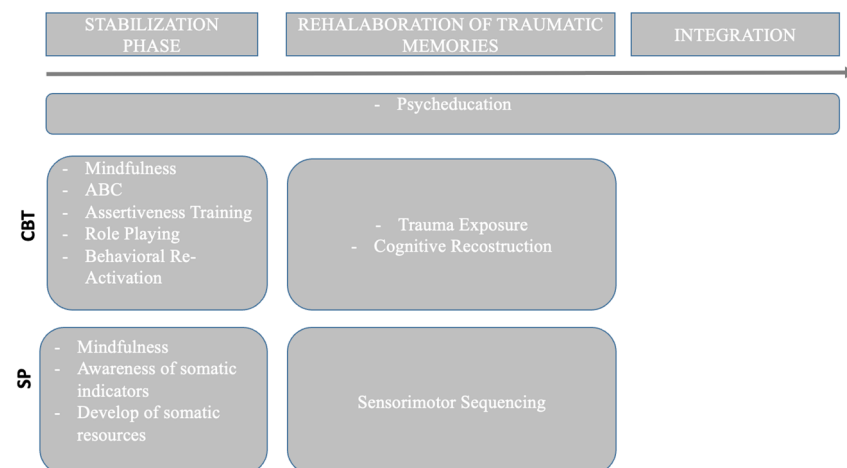 STABILIZATION
PHASE
REHALABORATION OF TRAUMATIC
MEMORIES
INTEGRATION
- Psycheducation
CBT
- Mindfulness
- ABC
- Assertiveness Training
- Role Playing
- Behavioral Re-
Activation
- Trauma Exposure
- Cognitive Recostruction
SP
- Mindfulness
- Awareness of somatic
indicators
- Develop of somatic
resources
Sensorimotor Sequencing